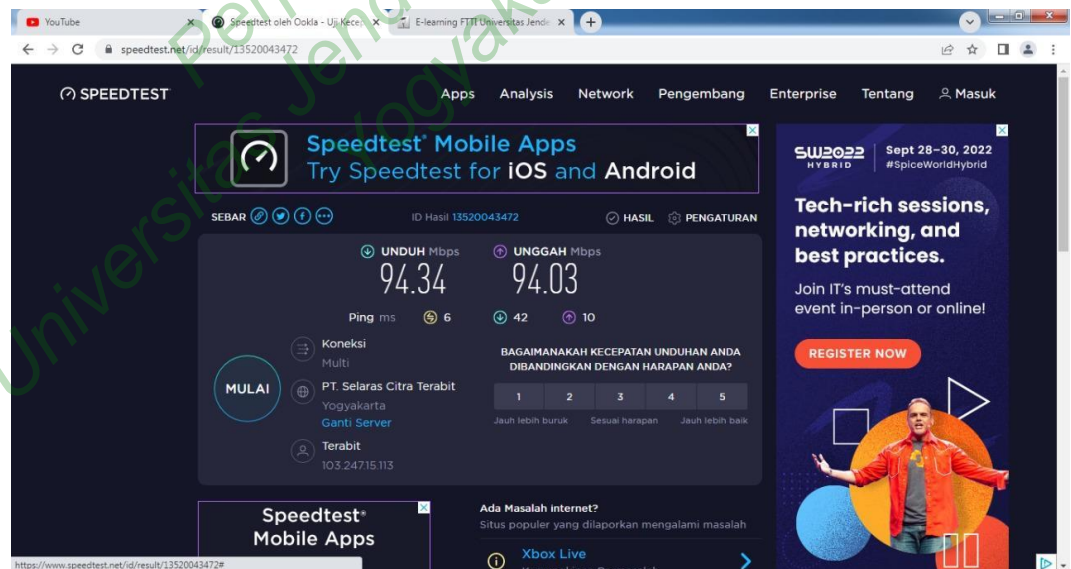 YouTube
Speedtest oleh Ookla - Uji Kecep
E-learning FTTI Universitas Jende
speedtest.net/id/result/13520043472
SPEEDTEST
Apps Analysis Network Pengembang Enterprise Tentang Masuk
Speedtest® Mobile Apps
Try Speedtest for iOS and Android
SEBAR
ID Hasil 13520043472
HASIL
PENGATURAN
UNDUH Mbps
94.34
UNGGAH Mbps
94.03
Ping ms 6 42 10
MULAI
Koneksi
Multi
PT. Selaras Citra Terabit
Yogyakarta
Ganti Server
Terabit
103.247.15.113
BAGAIMANAKAH KECEPATAN UNDUHAN ANDA
DIBANDINGKAN DENGAN HARAPAN ANDA?
1 2 3 4 5
Jauh lebih buruk Sesuai harapan Jauh lebih baik
SW2022
HYBRID
Sept 28–30, 2022
#SpiceWorldHybrid
Tech-rich sessions,
networking, and
best practices.
Join IT's must-attend
event in-person or online!
REGISTER NOW
Speedtest®
Mobile Apps
Ada Masalah internet?
Situs populer yang dilaporkan mengalami masalah
Xbox Live
https://www.speedtest.net/id/result/13520043472#
Universitas Jen
Yogyaka